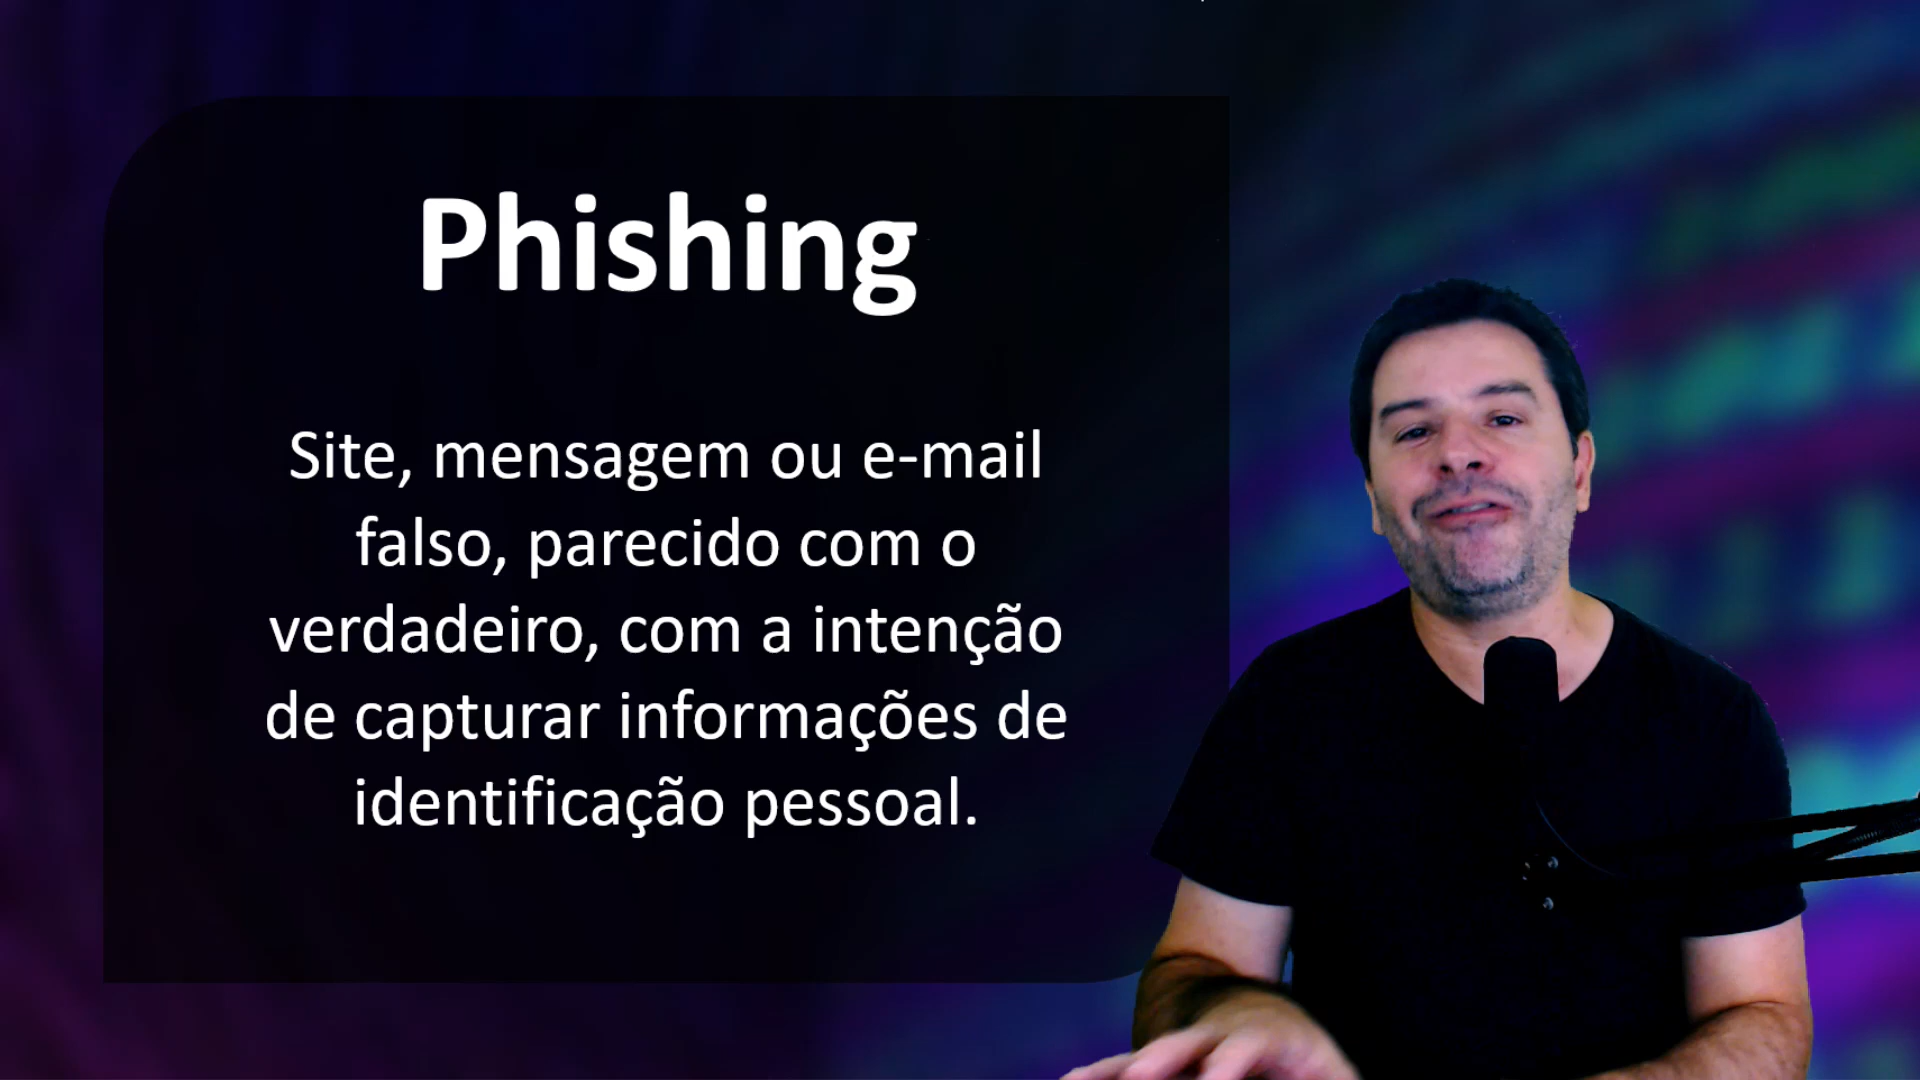 Phishing
Site, mensagem ou e-mail
falso, parecido com o
verdadeiro, com a intenção
de capturar informações de
identificação pessoal.